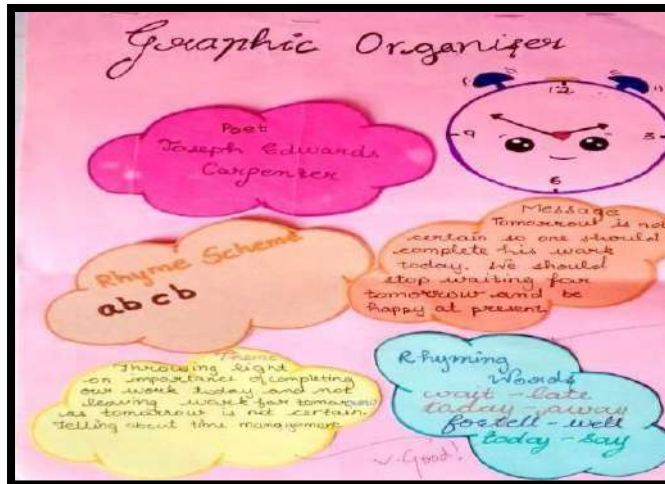 Graphic Organiser
12
9
3
6
Poet
Joseph Edwards
Carpenter
Message
Tomorrow is not
certain so one should
complete his work
today. We should
stop waiting for
tomorrow and be
happy at present
Rhyme Scheme
abcb
Theme
Throwing light
on importance of completing
our work today and not
leaving work for tomorrow
as tomorrow is not certain.
Telling about time management
Rhyming
Words
wait - late
today - away
foretell - well
today - say
v. Good!